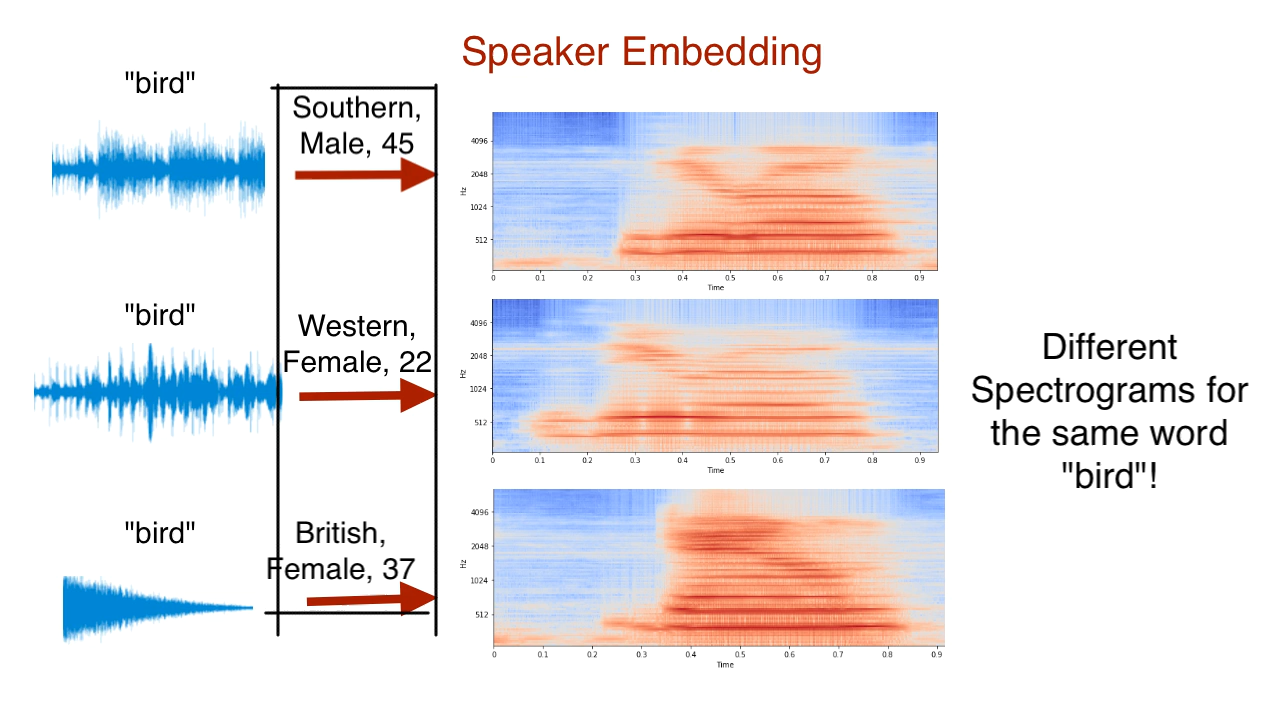 Speaker Embedding
"bird"
Southern,
Male, 45
4096
2048
1024
512
Hz
0 0.1 0.2 0.3 0.4 0.5 0.6 0.7 0.8 0.9
Time
"bird"
Western,
Female, 22
4096
2048
1024
512
Hz
0 0.1 0.2 0.3 0.4 0.5 0.6 0.7 0.8 0.9
Time
Different
Spectrograms for
the same word
"bird"!
"bird"
British,
Female, 37
4096
2048
1024
512
Hz
0 0.1 0.2 0.3 0.4 0.5 0.6 0.7 0.8 0.9
Time